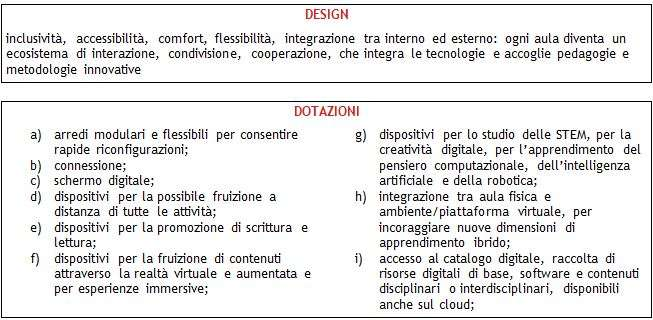 DESIGN
inclusività, accessibilità, comfort, flessibilità, integrazione tra interno ed esterno: ogni aula diventa un
ecosistema di interazione, condivisione, cooperazione, che integra le tecnologie e accoglie pedagogie e
metodologie innovative
DOTAZIONI
a) arredi modulari e flessibili per consentire
rapide riconfigurazioni;
b) connessione;
c) schermo digitale;
d) dispositivi per la possibile fruizione a
distanza di tutte le attività;
e) dispositivi per la promozione di scrittura e
lettura;
f) dispositivi per la fruizione di contenuti
attraverso la realtà virtuale e aumentata e
per esperienze immersive;
g) dispositivi per lo studio delle STEM, per la
creatività digitale, per l'apprendimento del
pensiero computazionale, dell'intelligenza
artificiale e della robotica;
h) integrazione tra aula fisica e
ambiente/piattaforma virtuale, per
incoraggiare nuove dimensioni di
apprendimento ibrido;
i) accesso al catalogo digitale, raccolta di
risorse digitali di base, software e contenuti
disciplinari o interdisciplinari, disponibili
anche sul cloud;